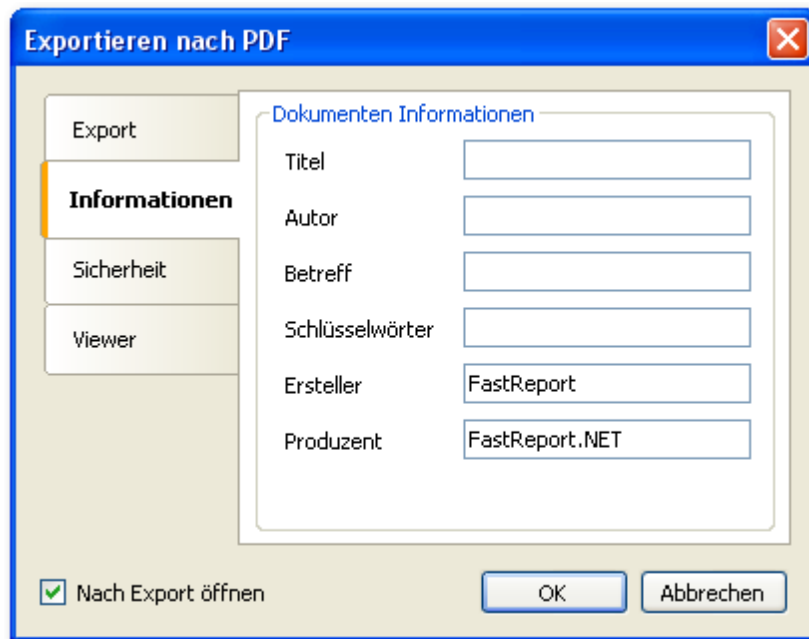 Exportieren nach PDF
Export
Informationen
Sicherheit
Viewer
Dokumenten Informationen
Titel
Autor
Betreff
Schlüsselwörter
Ersteller FastReport
Produzent FastReport.NET
Nach Export öffnen
OK
Abbrechen